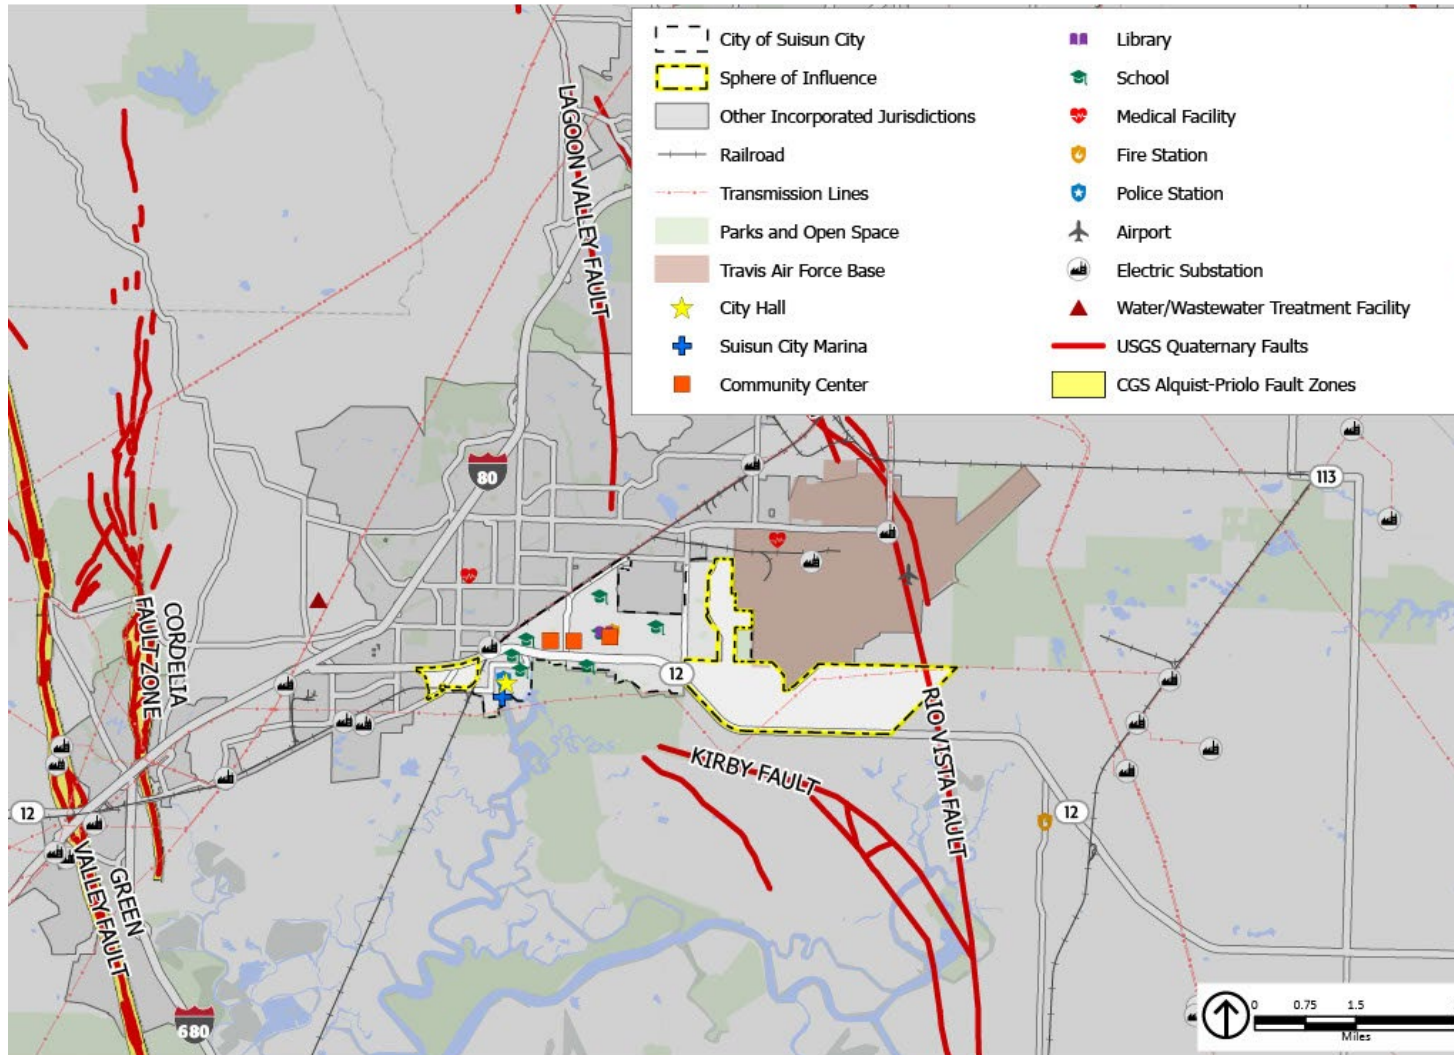 City of Suisun City
Sphere of Influence
Other Incorporated Jurisdictions
Railroad
Transmission Lines
Parks and Open Space
Travis Air Force Base
City Hall
Suisun City Marina
Community Center
Library
School
Medical Facility
Fire Station
Police Station
Airport
Electric Substation
Water/Wastewater Treatment Facility
USGS Quaternary Faults
CGS Alquist-Priolo Fault Zones
LAGOON VALLEY FAULT
80
113
CORDELIA
FAULT ZONE
12
RIO VISTA FAULT
KIRBY FAULT
12
12
GREEN
VALLEY FAULT
680
0 0.75 1.5
Miles